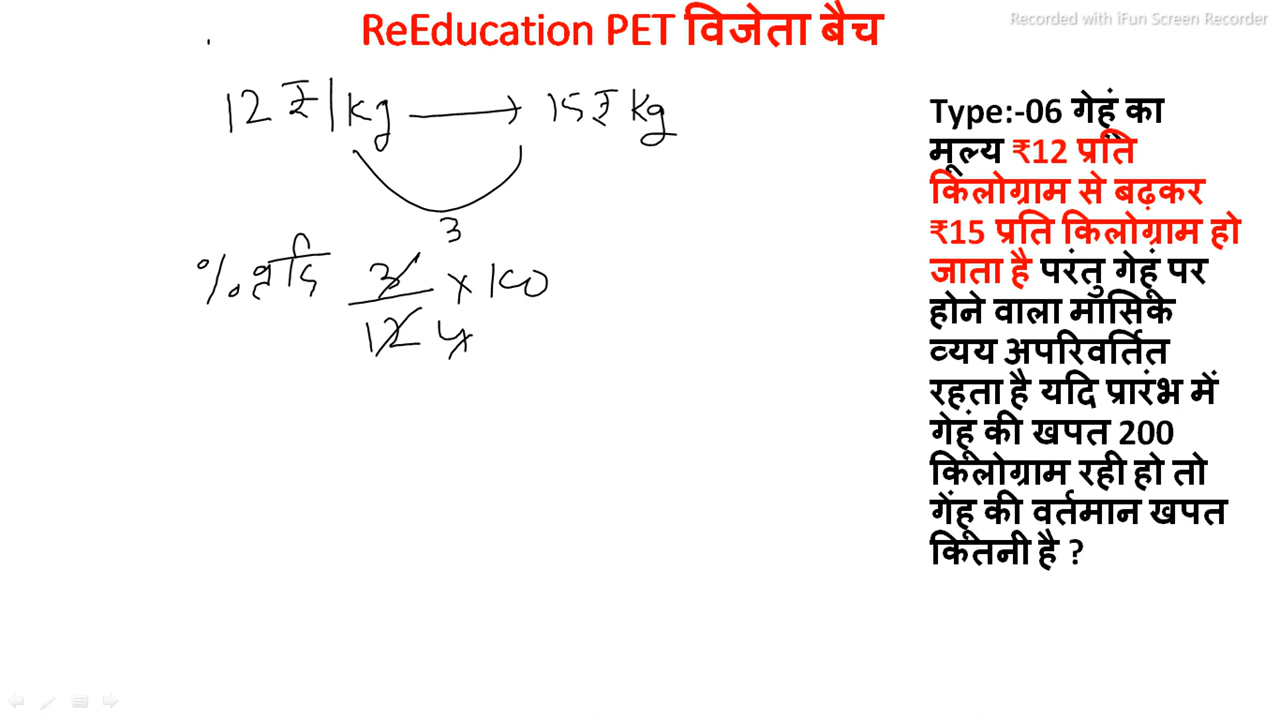 ReEducation PET विजेता बैच
Recorded with iFun Screen Recorder
12 ₹/kg → 15 ₹ kg
3
% वृद्धि 3/12 4 × 100
Type:-06 गेहूं का
मूल्य ₹12 प्रति
किलोग्राम से बढ़कर
₹15 प्रति किलोग्राम हो
जाता है परंतु गेहूं पर
होने वाला मासिक
व्यय अपरिवर्तित
रहता है यदि प्रारंभ में
गेहूं की खपत 200
किलोग्राम रही हो तो
गेंहू की वर्तमान खपत
कितनी है ?